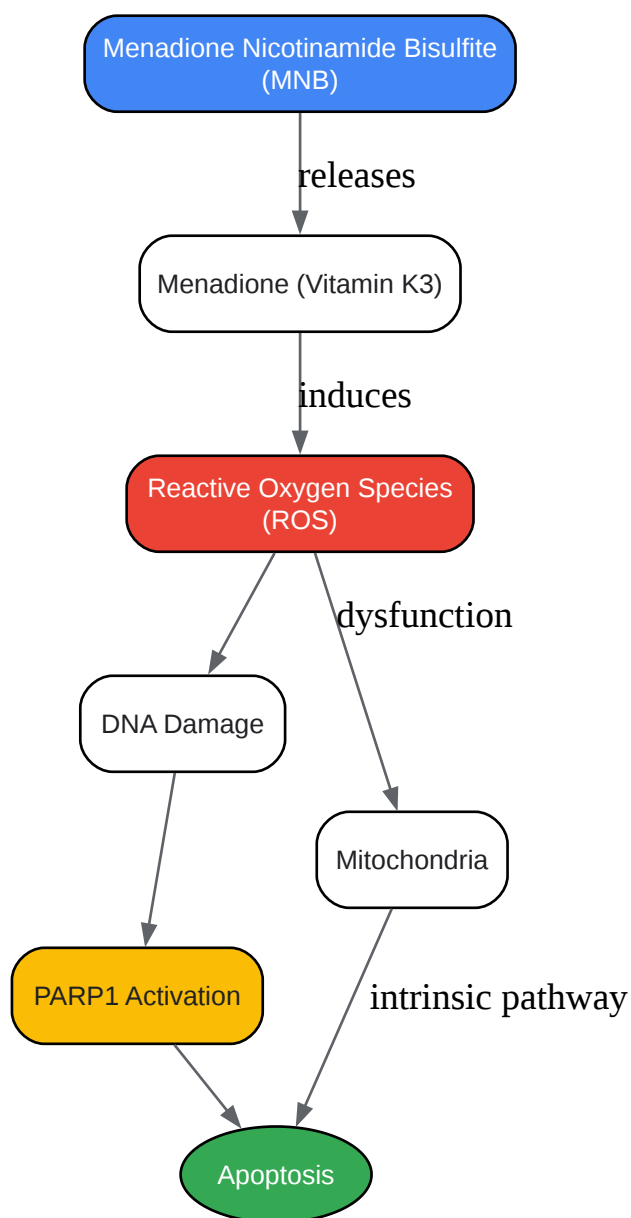 Menadione Nicotinamide Bisulfite
(MNB)
releases
Menadione (Vitamin K3)
induces
Reactive Oxygen Species
(ROS)
dysfunction
DNA Damage
Mitochondria
PARP1 Activation
intrinsic pathway
Apoptosis